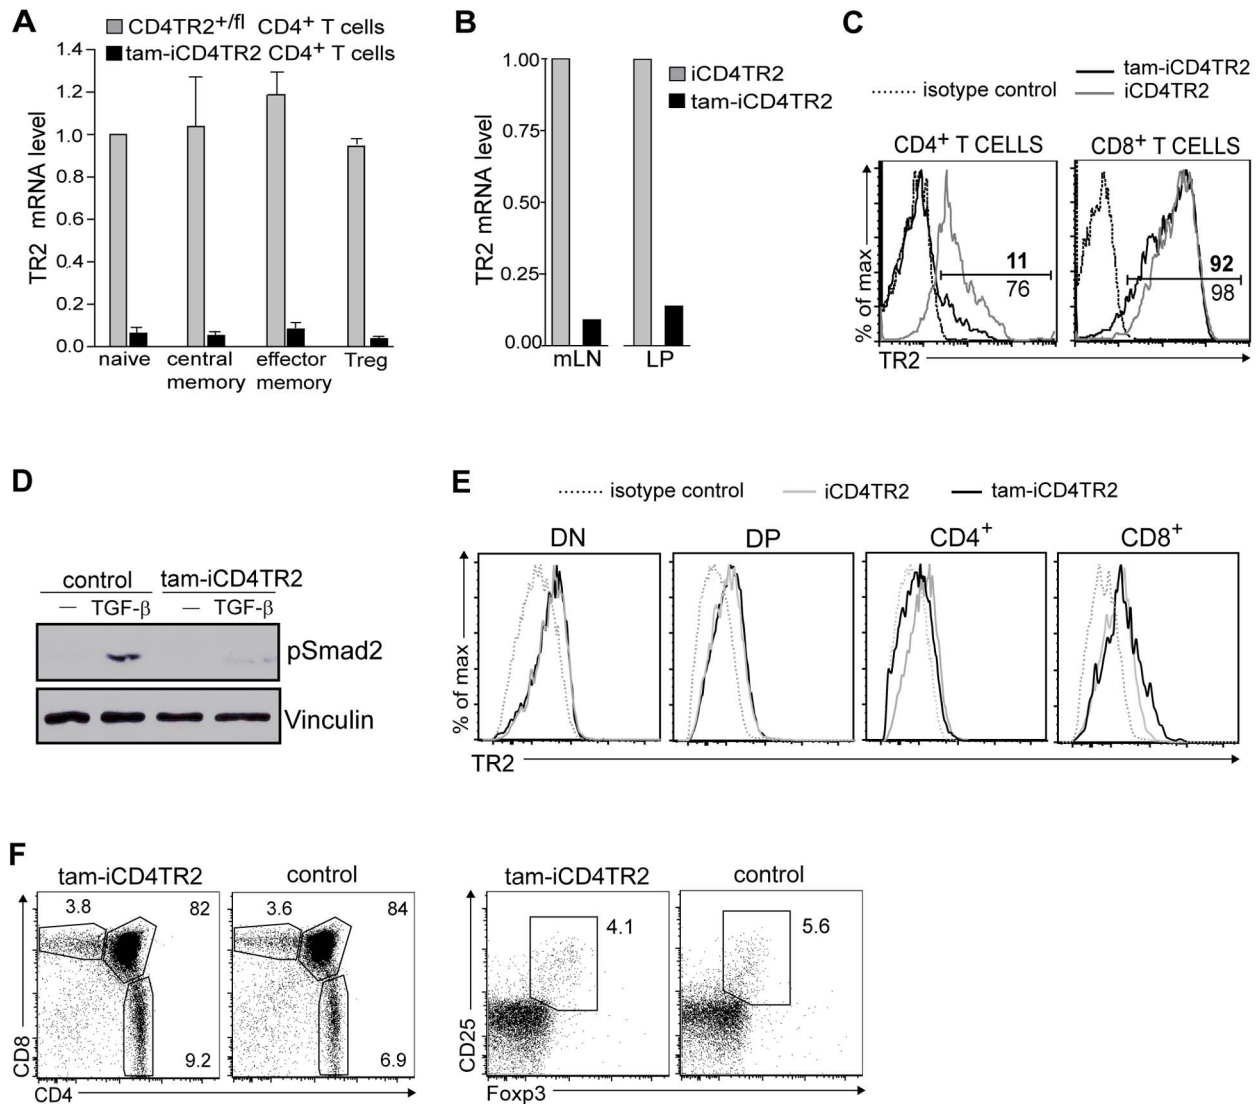 A
CD4TR2+/fl CD4+ T cells
tam-iCD4TR2 CD4+ T cells
TR2 mRNA level
1.4
1.2
1.0
0.8
0.6
0.4
0.2
0.0
naive
central
memory
effector
memory
Treg
B
iCD4TR2
tam-iCD4TR2
TR2 mRNA level
1.00
0.75
0.50
0.25
0.00
mLN
LP
C
isotype control
tam-iCD4TR2
iCD4TR2
CD4+ T CELLS
CD8+ T CELLS
% of max
11
76
92
98
TR2
D
control
tam-iCD4TR2
— TGF-β — TGF-β
pSmad2
Vinculin
E
isotype control
iCD4TR2
tam-iCD4TR2
DN
DP
CD4+
CD8+
% of max
TR2
F
tam-iCD4TR2
control
3.8
82
9.2
3.6
84
6.9
CD8
CD4
tam-iCD4TR2
control
4.1
5.6
CD25
Foxp3